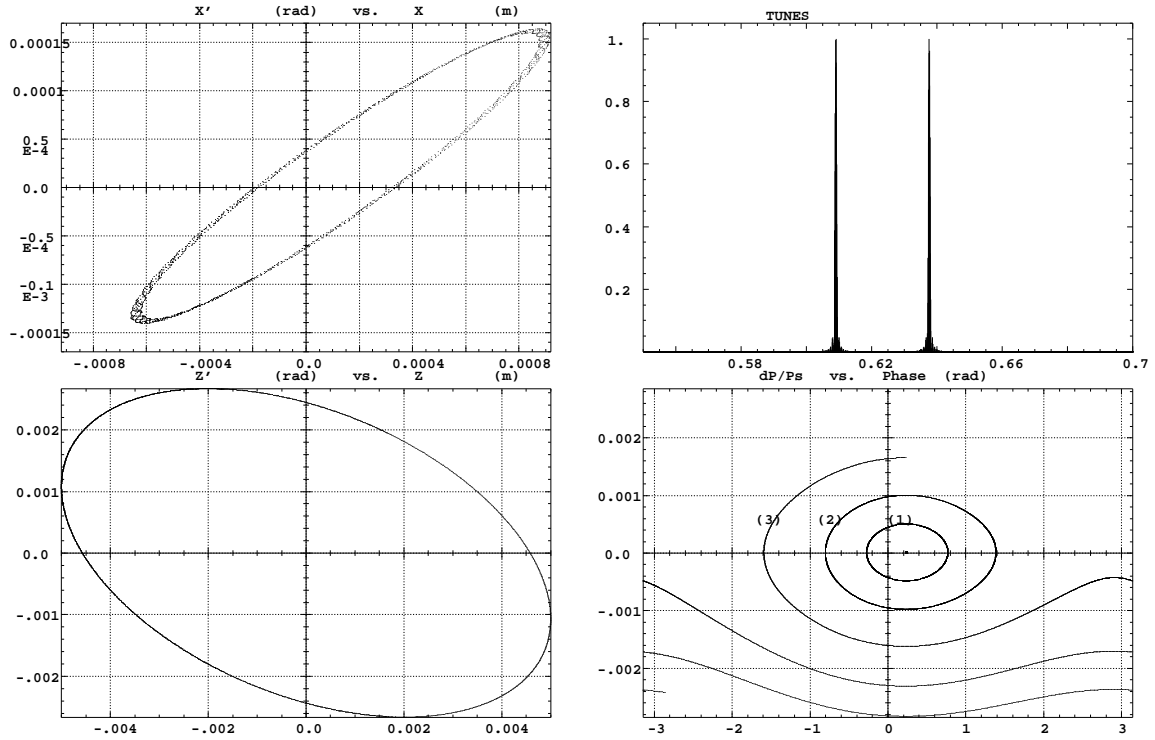 X' (rad) vs. X (m)
0.00015
0.0001
0.5
E-4
0.0
-0.5
E-4
-0.1
E-3
-.00015
-0.0008 -0.0004 0.0 0.0004 0.0008
TUNES
1.
0.8
0.6
0.4
0.2
0.58 0.62 0.66 0.7
Z' (rad) vs. Z (m)
0.002
0.001
0.0
-.001
-.002
-0.004 -0.002 0.0 0.002 0.004
dP/Ps vs. Phase (rad)
0.002
0.001
(3) (2) (1)
0.0
-.001
-.002
-3 -2 -1 0 1 2 3